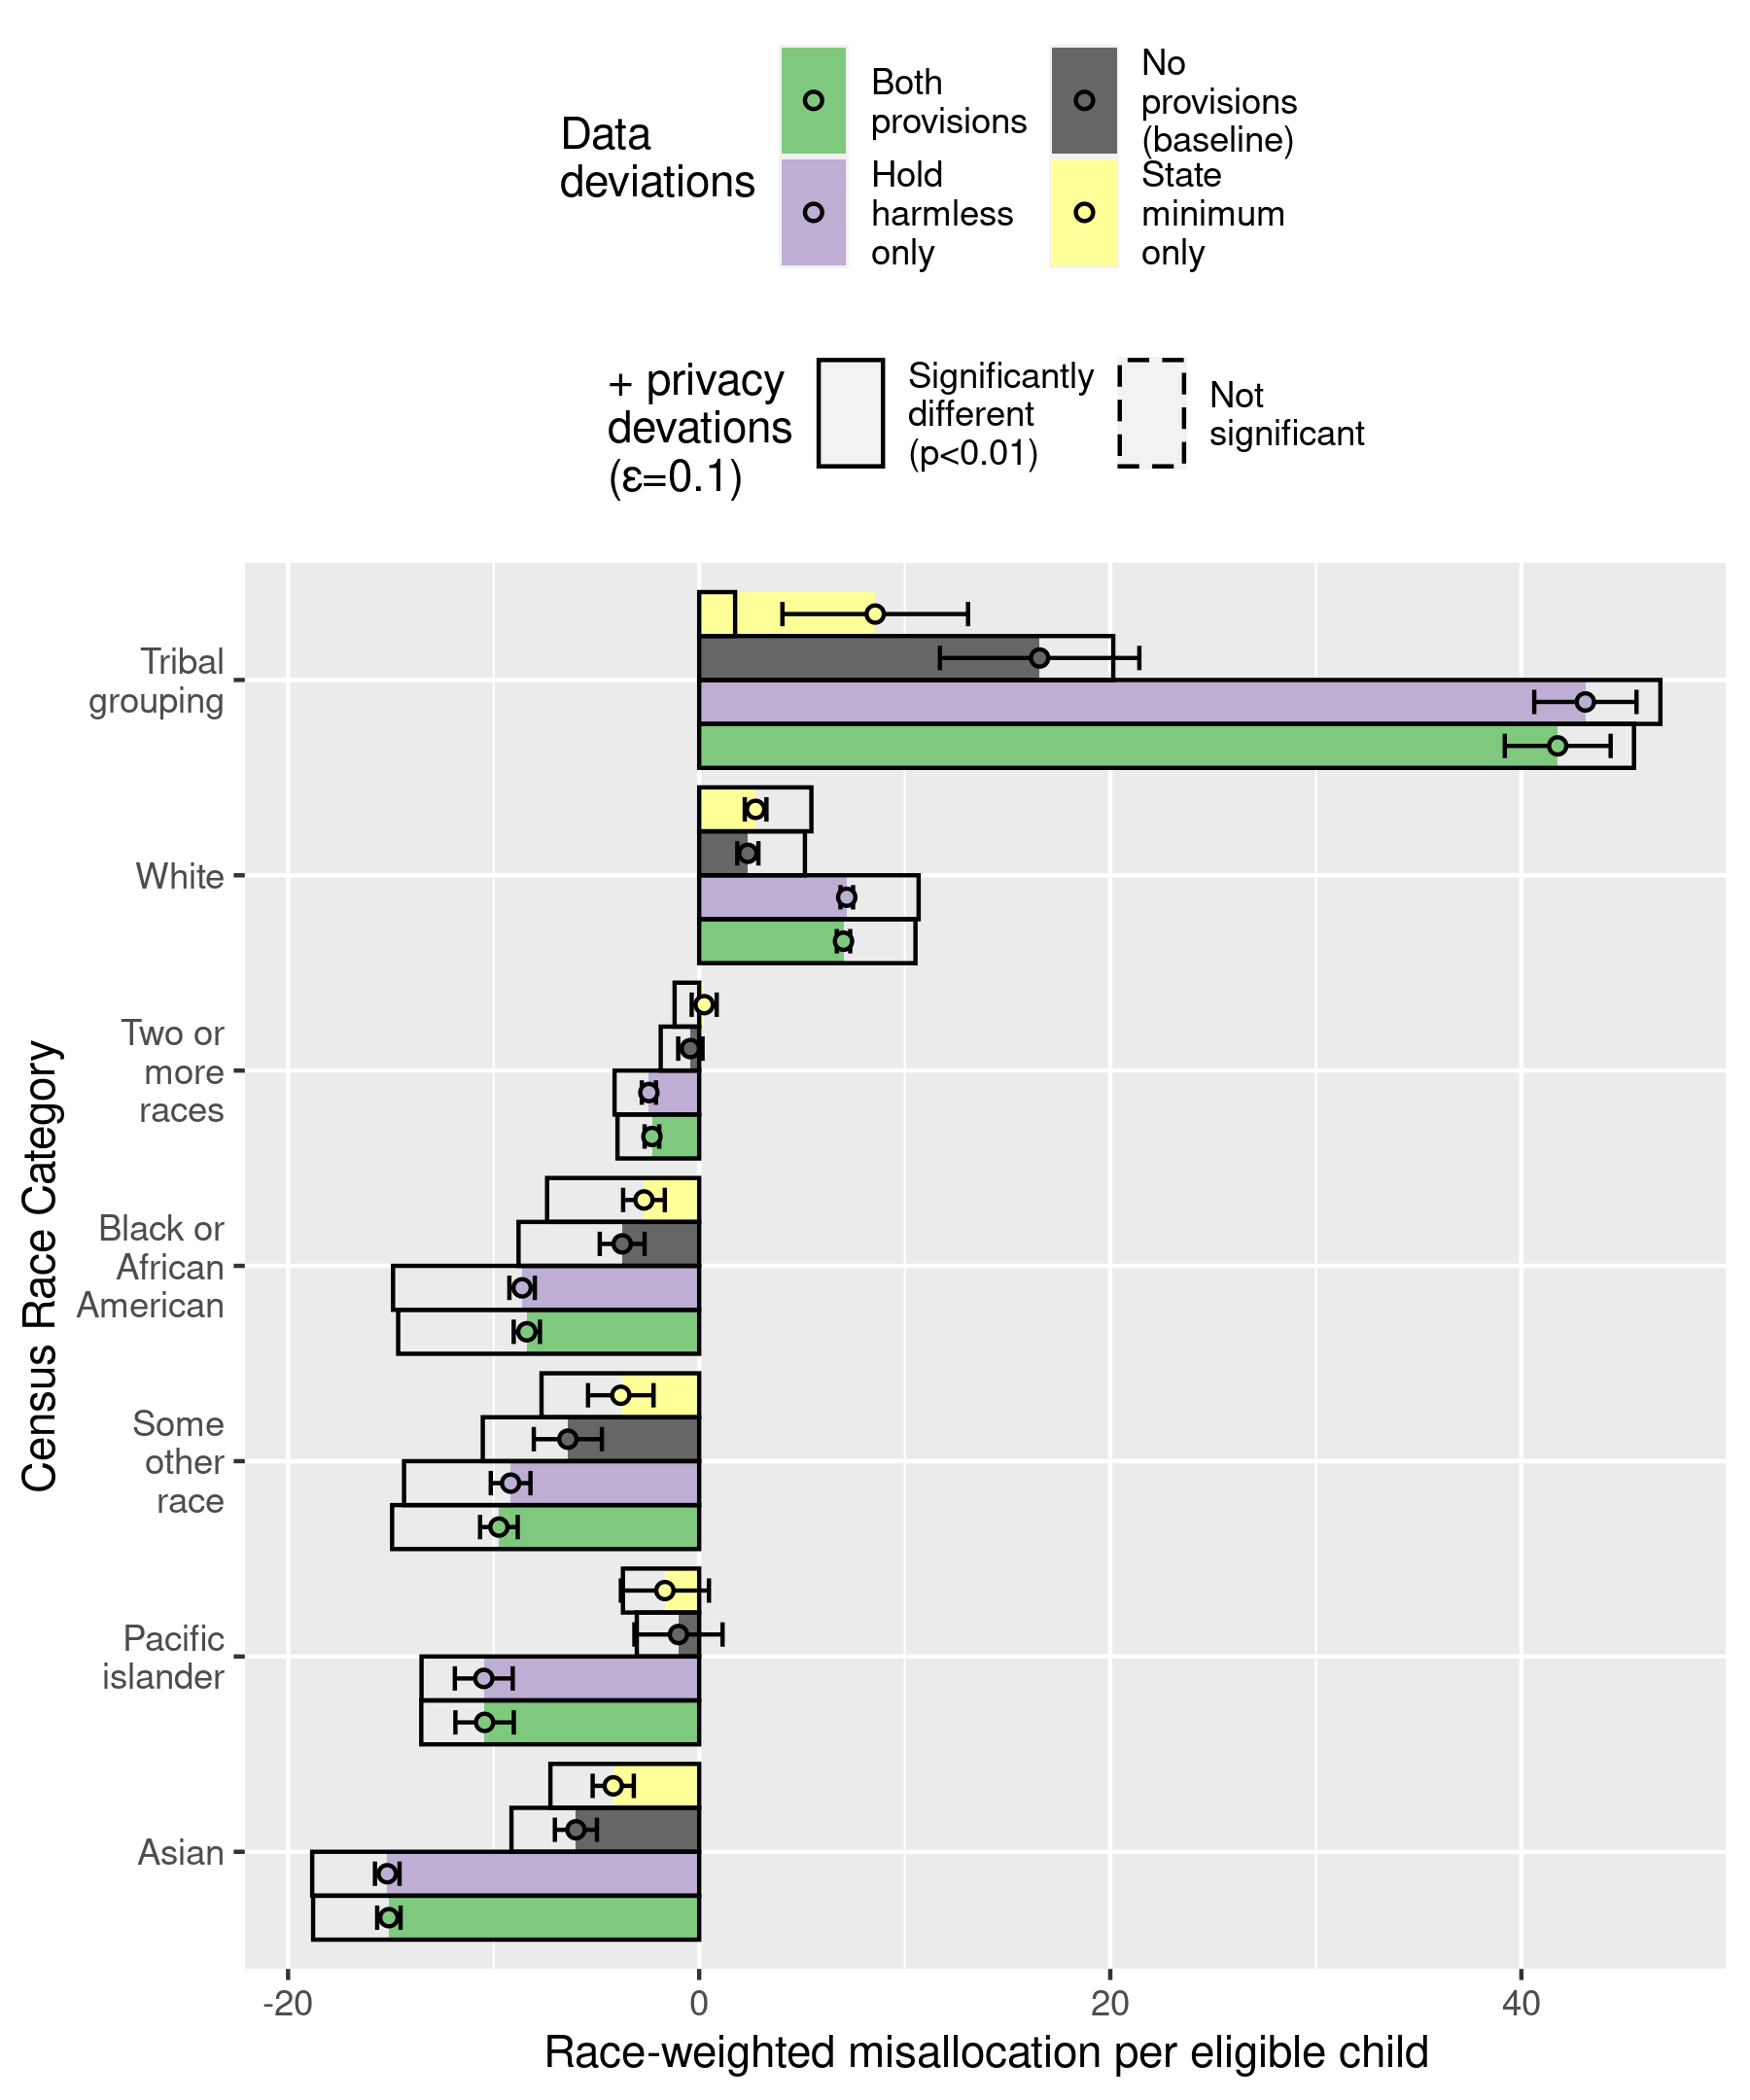 Data
deviations
Both
provisions
Hold
harmless
only
No
provisions
(baseline)
State
minimum
only
+ privacy
devations
(ε=0.1)
Significantly
different
(p<0.01)
Not
significant
Census Race Category
Tribal
grouping
White
Two or
more
races
Black or
African
American
Some
other
race
Pacific
islander
Asian
-20
0
20
40
Race-weighted misallocation per eligible child